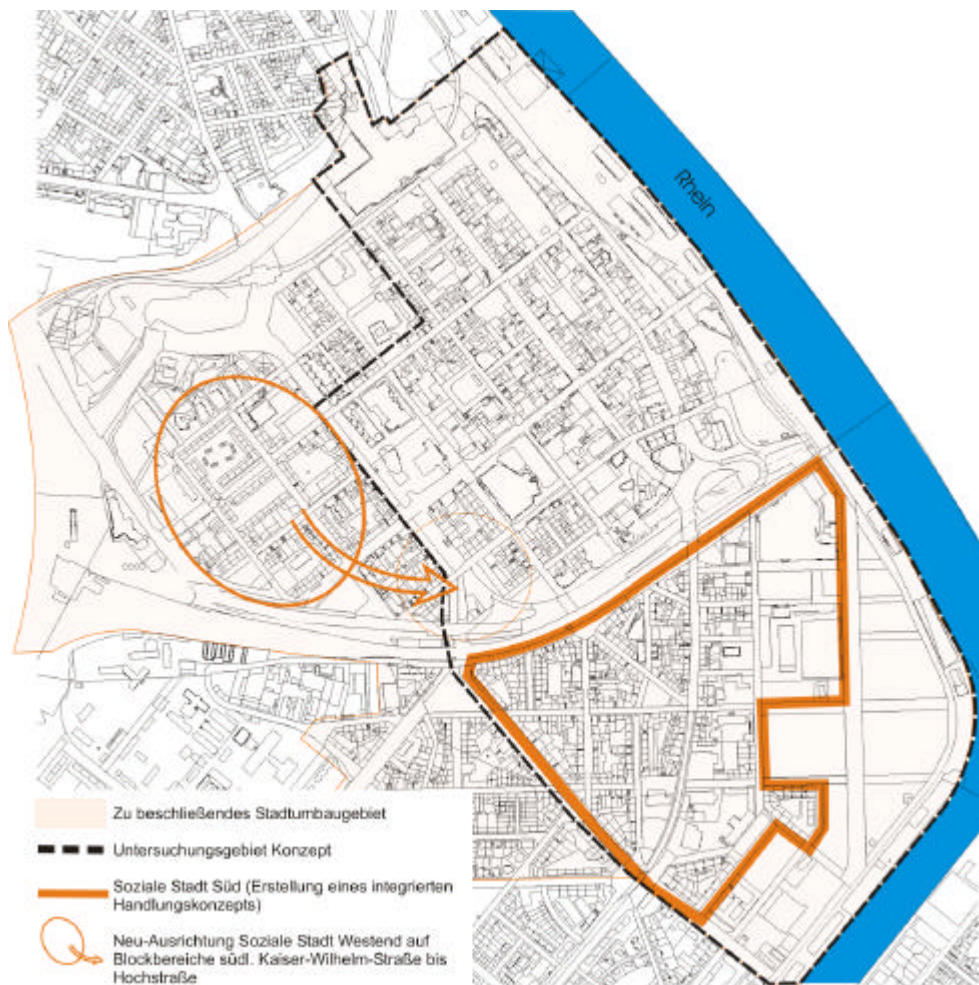 Rhein
Zu beschließendes Stadtumbaugebiet
Untersuchungsgebiet Konzept
Soziale Stadt Süd (Erstellung eines integrierten
Handlungskonzepts)
Neu-Ausrichtung Soziale Stadt Westend auf
Blockbereiche südl. Kaiser-Wilhelm-Straße bis
Hochstraße